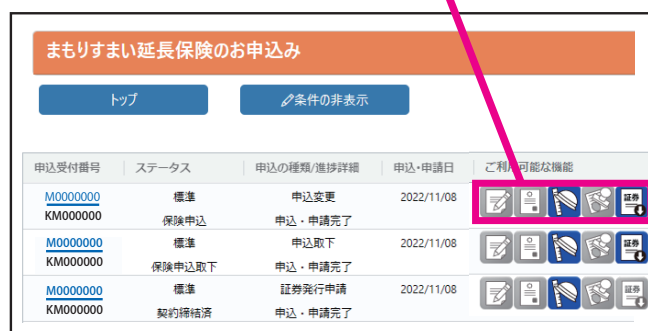 まもりすまい延長保険のお申込み
トップ 条件の非表示
申込受付番号 ステータス 申込の種類/進捗詳細 申込・申請日 ご利用可能な機能
M0000000 標準 申込変更 2022/11/08 証券
KM000000 保険申込 申込・申請完了
M0000000 標準 申込取下 2022/11/08 証券
KM000000 保険申込取下 申込・申請完了
M0000000 標準 証券発行申請 2022/11/08 証券
KM000000 契約締結済 申込・申請完了